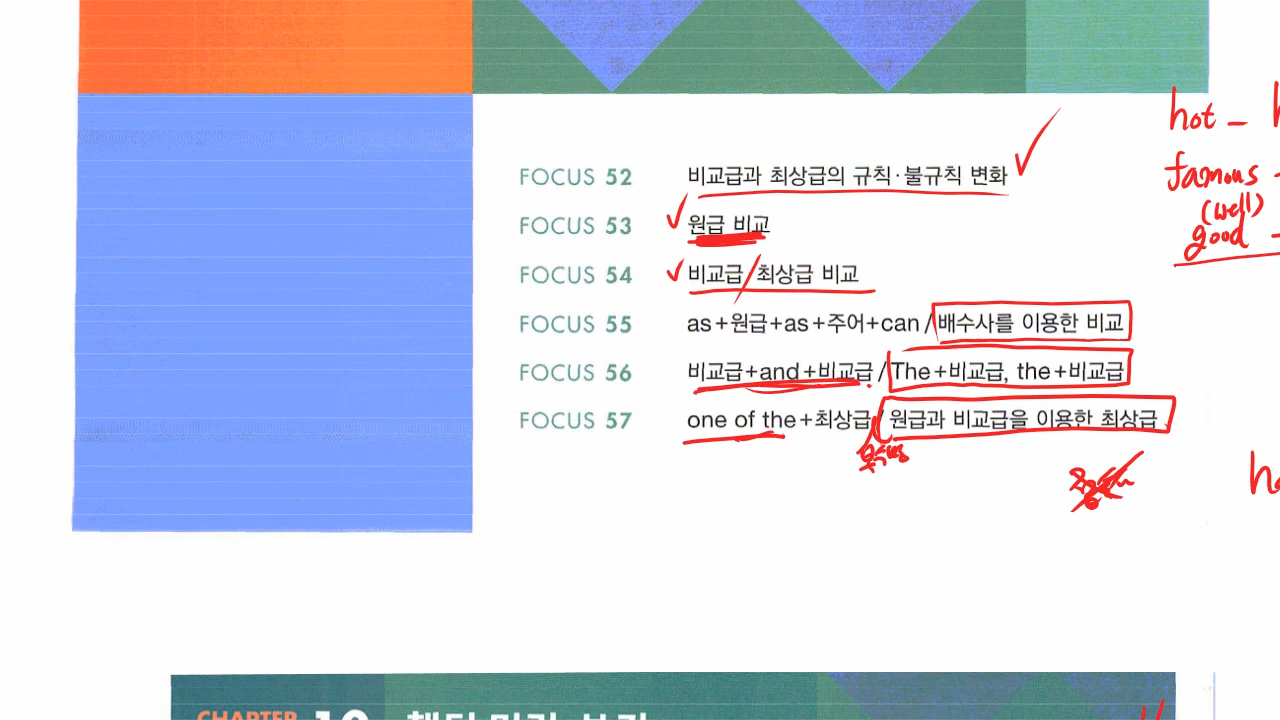 hot –
FOCUS 52 비교급과 최상급의 규칙·불규칙 변화
famous -
(well)
FOCUS 53 원급 비교
good -
FOCUS 54 비교급/최상급 비교
FOCUS 55 as+원급+as+주어+can/배수사를 이용한 비교
FOCUS 56 비교급+and+비교급/The+비교급, the+비교급
FOCUS 57 one of the+최상급/원급과 비교급을 이용한 최상급
CHAPTER 10